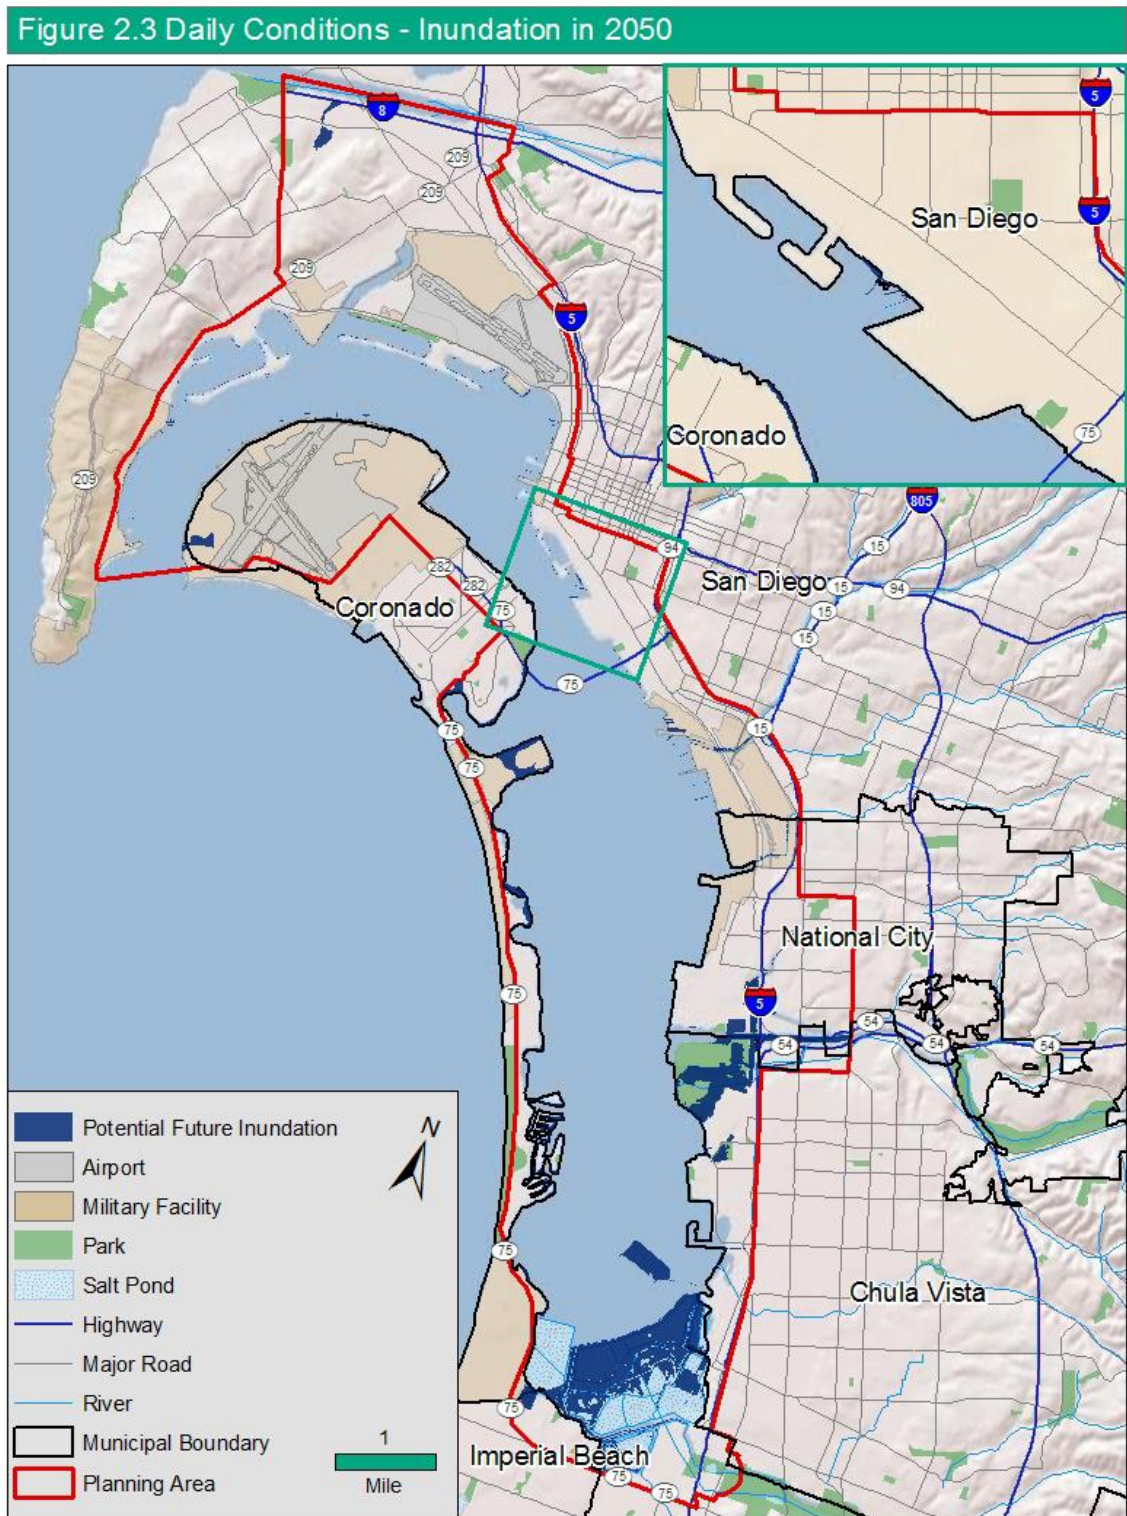 Figure 2.3 Daily Conditions - Inundation in 2050
8
5
209
209
San Diego
5
209
5
75
Coronado
209
805
94
15
282
San Diego
15
94
282
Coronado
75
15
15
75
75
15
75
National City
75
5
54
54
54
54
Potential Future Inundation
N
Airport
Military Facility
Park
75
Salt Pond
Chula Vista
Highway
Major Road
River
75
1
Municipal Boundary
Imperial Beach
Mile
75
Planning Area
75